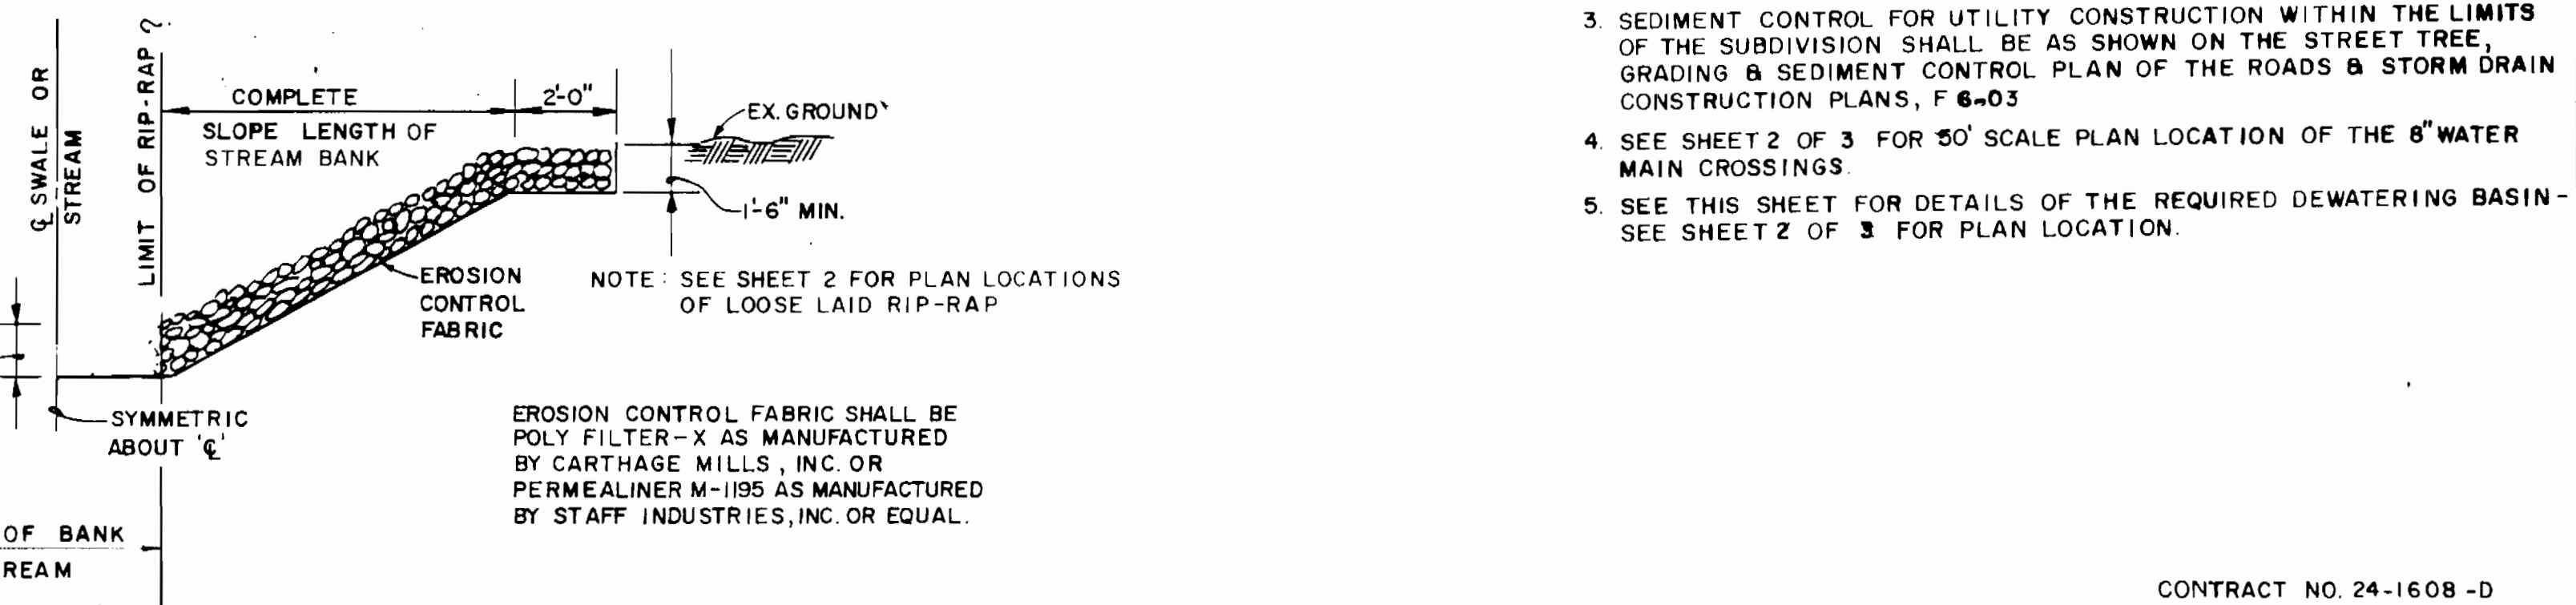 ℄ SWALE OR
STREAM
LIMIT OF RIP-RAP ?
COMPLETE
SLOPE LENGTH OF
STREAM BANK
2'-0"
EX. GROUND
1'-6" MIN.
EROSION
CONTROL
FABRIC
NOTE: SEE SHEET 2 FOR PLAN LOCATIONS
OF LOOSE LAID RIP-RAP
SYMMETRIC
ABOUT '℄'
EROSION CONTROL FABRIC SHALL BE
POLY FILTER-X AS MANUFACTURED
BY CARTHAGE MILLS, INC. OR
PERMEALINER M-1195 AS MANUFACTURED
BY STAFF INDUSTRIES, INC. OR EQUAL.
OF BANK
REAM
3. SEDIMENT CONTROL FOR UTILITY CONSTRUCTION WITHIN THE LIMITS
OF THE SUBDIVISION SHALL BE AS SHOWN ON THE STREET TREE,
GRADING & SEDIMENT CONTROL PLAN OF THE ROADS & STORM DRAIN
CONSTRUCTION PLANS, F 6-03
4. SEE SHEET 2 OF 3 FOR 50' SCALE PLAN LOCATION OF THE 8" WATER
MAIN CROSSINGS.
5. SEE THIS SHEET FOR DETAILS OF THE REQUIRED DEWATERING BASIN-
SEE SHEET 2 OF 3 FOR PLAN LOCATION.
CONTRACT NO. 24-1608-D